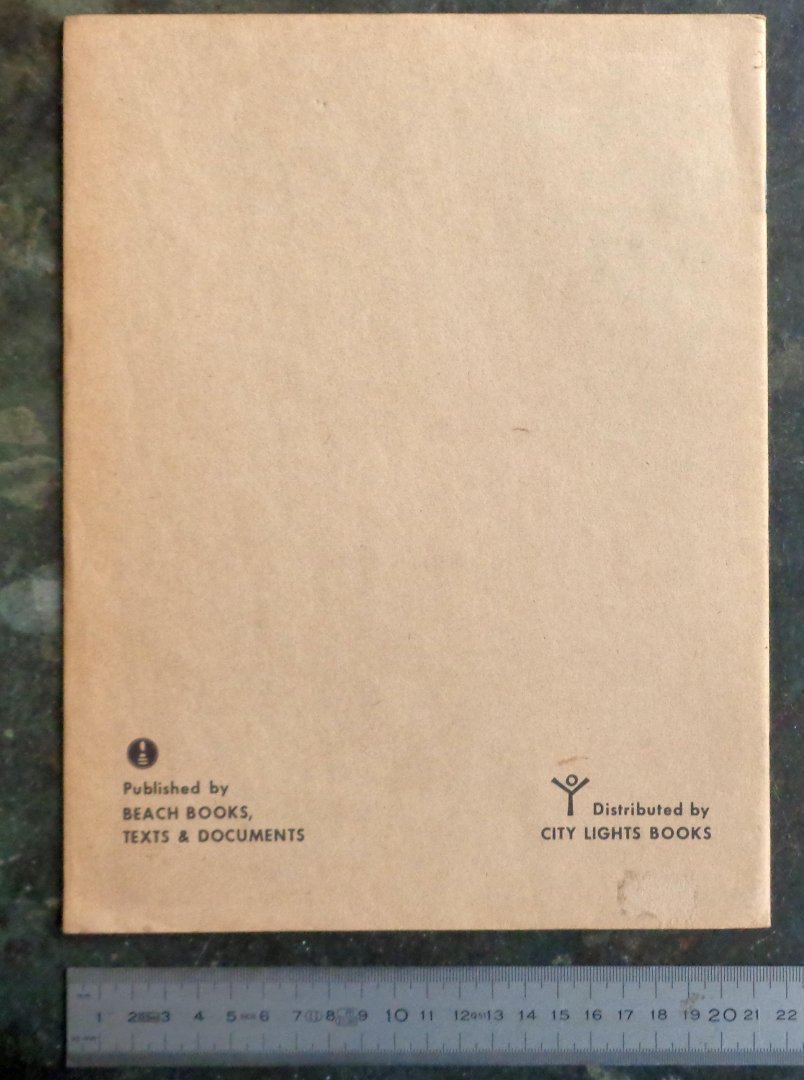 Published by
BEACH BOOKS,
TEXTS & DOCUMENTS
Distributed by
CITY LIGHTS BOOKS
1 2 3 4 5 6 7 8 9 10 11 12 13 14 15 16 17 18 19 20 21 22